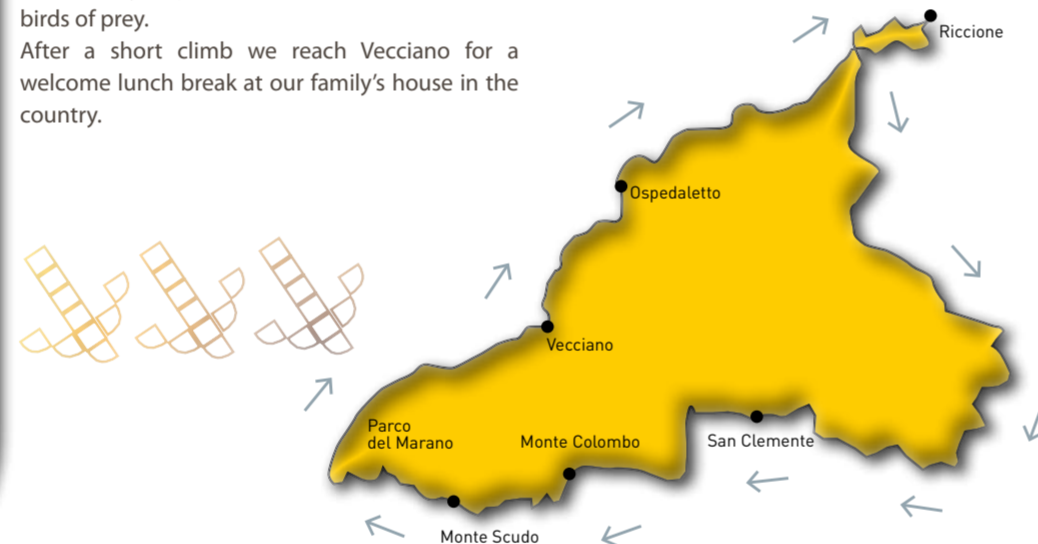 birds of prey.
After a short climb we reach Vecciano for a
welcome lunch break at our family's house in the
country.
Riccione
Ospedaletto
Vecciano
Parco
del Marano
Monte Colombo
San Clemente
Monte Scudo